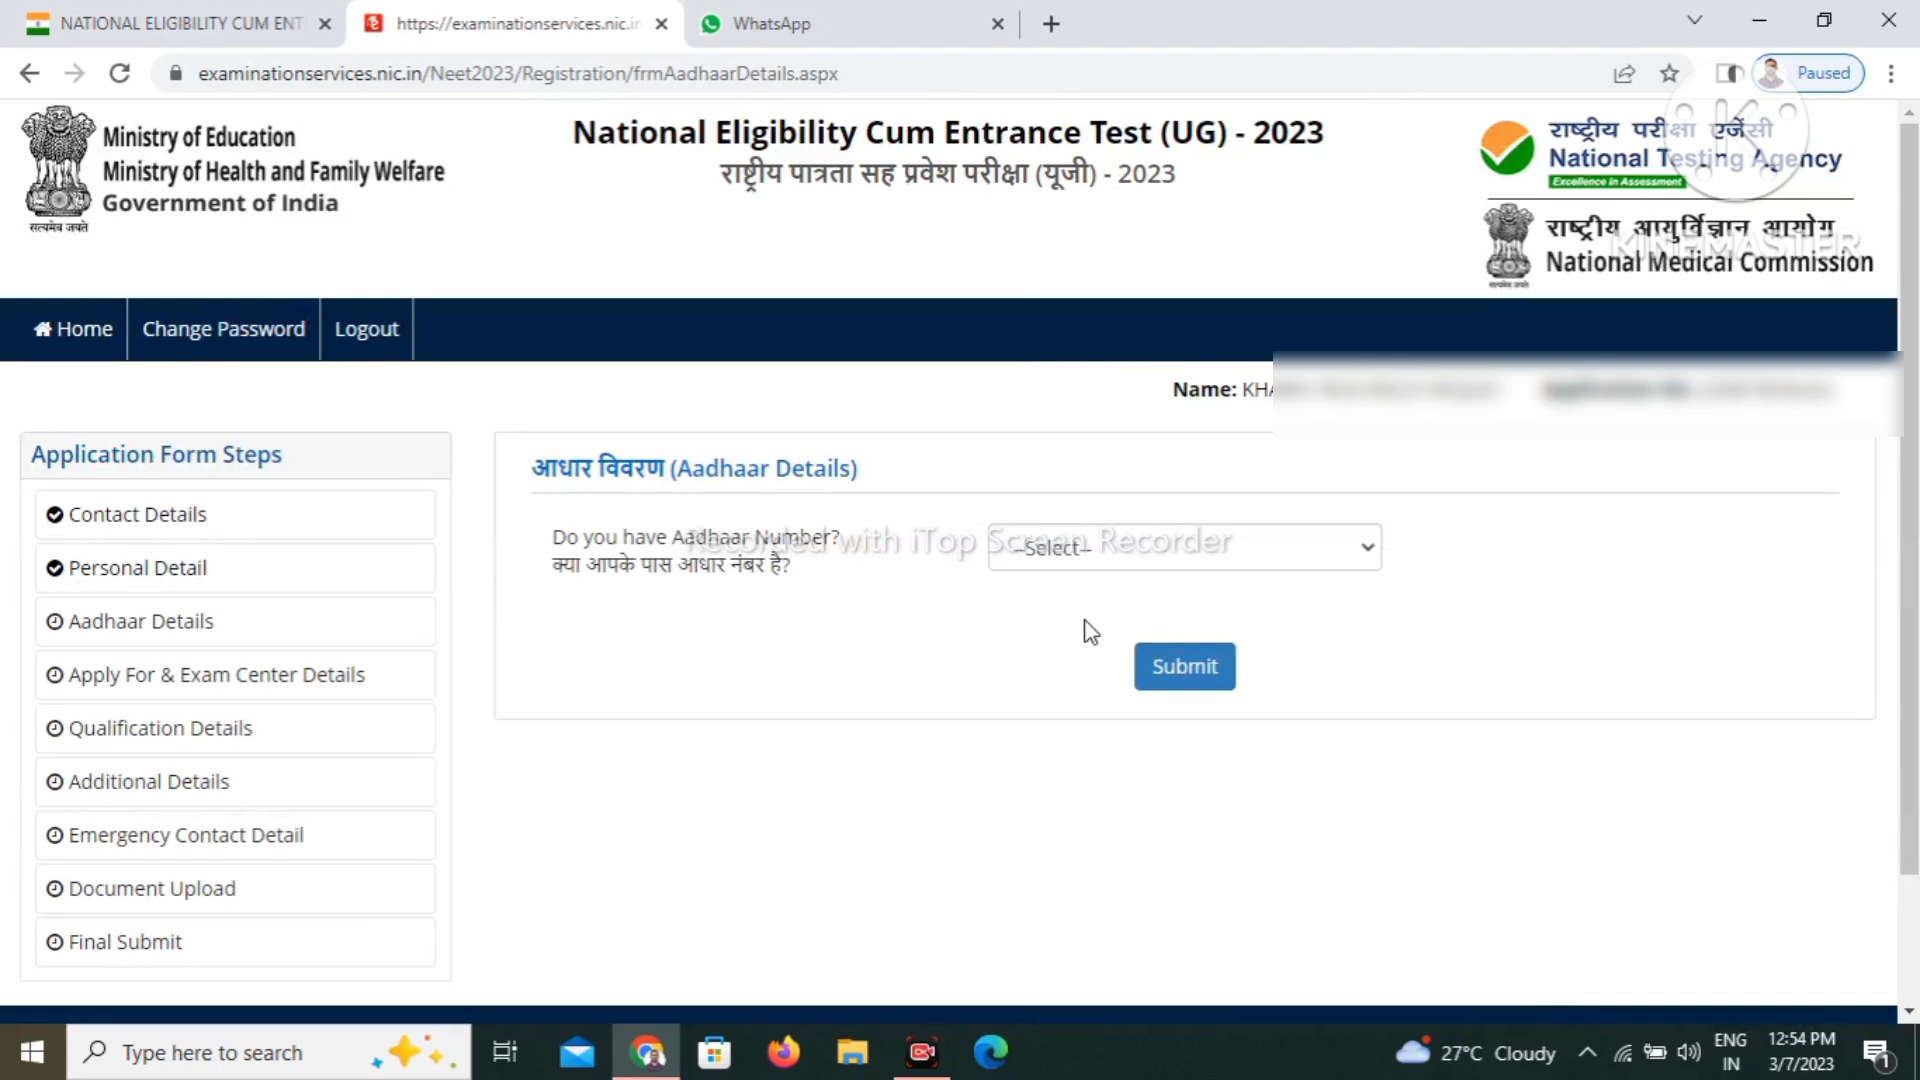 NATIONAL ELIGIBILITY CUM ENT
https://examinationservices.nic.in
WhatsApp
examinationservices.nic.in/Neet2023/Registration/frmAadhaarDetails.aspx
Paused
सत्यमेव जयते
Ministry of Education
Ministry of Health and Family Welfare
Government of India
National Eligibility Cum Entrance Test (UG) - 2023
राष्ट्रीय पात्रता सह प्रवेश परीक्षा (यूजी) - 2023
राष्ट्रीय परीक्षा एजेंसी
National Testing Agency
Excellence in Assessment
राष्ट्रीय आयुर्विज्ञान आयोग
National Medical Commission
KINEMASTER
Home
Change Password
Logout
Name: KHA
Application Form Steps
Contact Details
Personal Detail
Aadhaar Details
Apply For & Exam Center Details
Qualification Details
Additional Details
Emergency Contact Detail
Document Upload
Final Submit
आधार विवरण (Aadhaar Details)
Do you have Aadhaar Number?
क्या आपके पास आधार नंबर है?
--Select--
Recorded with iTop Screen Recorder
Submit
Type here to search
27°C Cloudy
ENG
IN
12:54 PM
3/7/2023
1